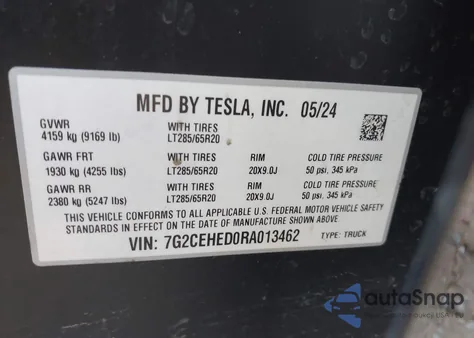 MFD BY TESLA, INC. 05/24
GVWR WITH TIRES
4159 kg (9169 lb) LT285/65R20
GAWR FRT WITH TIRES RIM COLD TIRE PRESSURE
1930 kg (4255 lbs) LT285/65R20 20X9.0J 50 psi, 345 kPa
GAWR RR WITH TIRES RIM COLD TIRE PRESSURE
2380 kg (5247 lbs) LT285/65R20 20X9.0J 50 psi, 345 kPa
THIS VEHICLE CONFORMS TO ALL APPLICABLE U.S. FEDERAL MOTOR VEHICLE SAFETY
STANDARDS IN EFFECT ON THE DATE OF MANUFACTURE SHOWN ABOVE.
VIN: 7G2CEHED0RA013462 TYPE: TRUCK
autoSnap